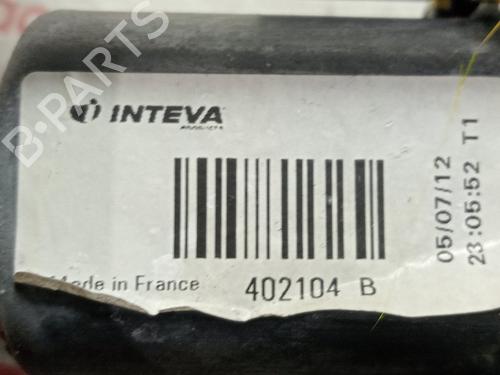 B-PARTS
INTEVA
PRODUCTS
Made in France
402104 B
05/07/12
23:05:52 T1